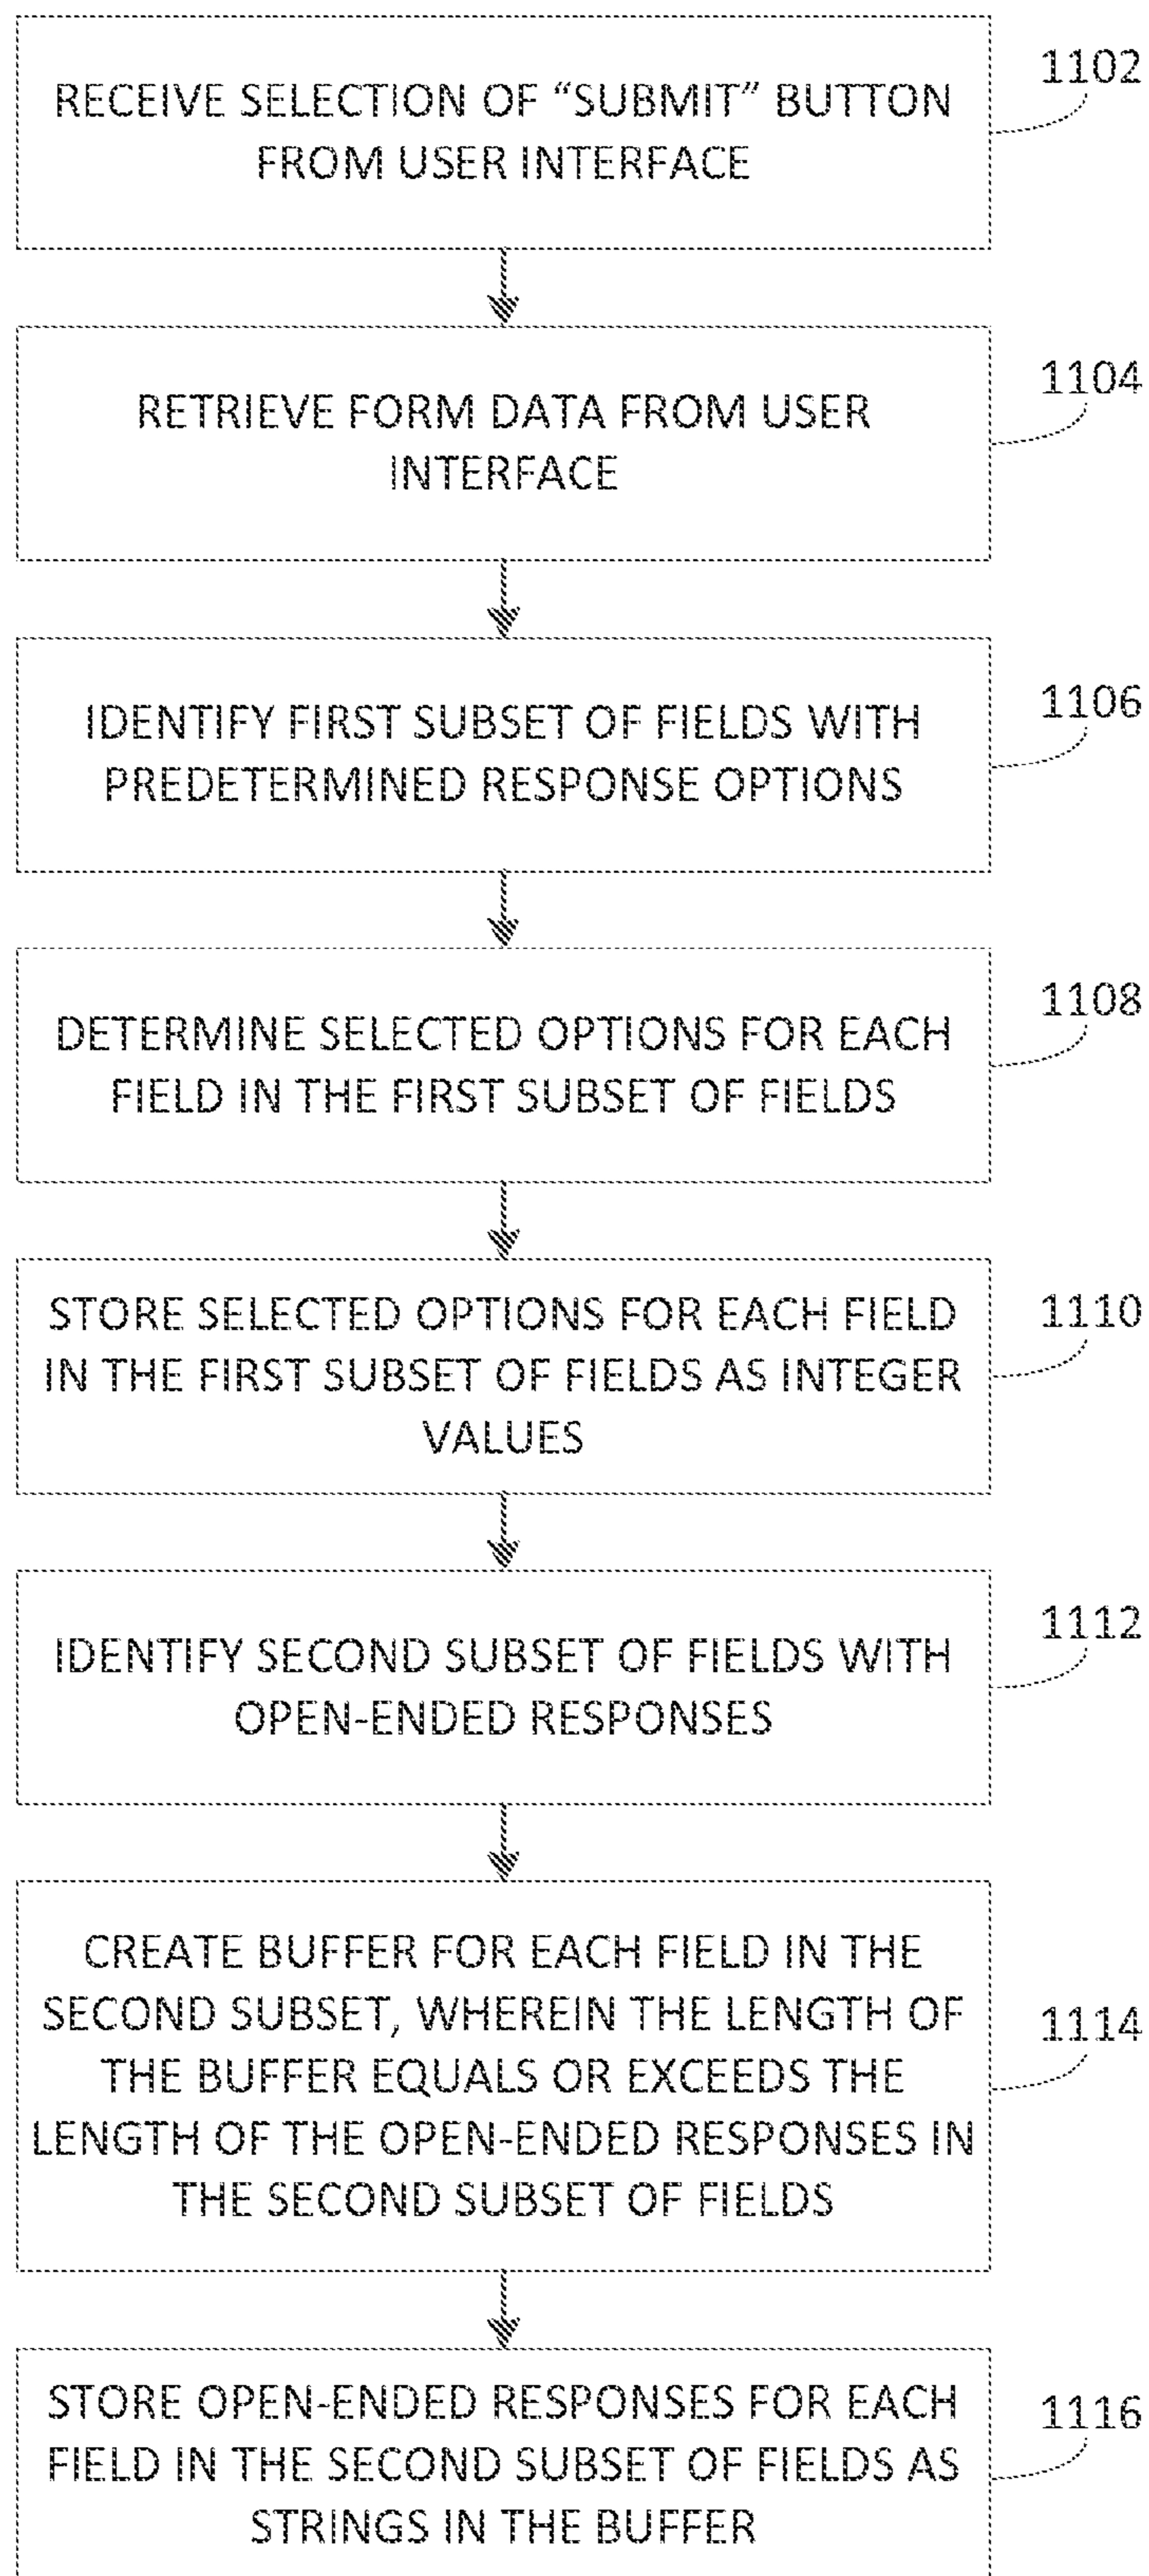 RECEIVE SELECTION OF “SUBMIT” BUTTON
FROM USER INTERFACE
1102
RETRIEVE FORM DATA FROM USER
INTERFACE
1104
IDENTIFY FIRST SUBSET OF FIELDS WITH
PREDETERMINED RESPONSE OPTIONS
1106
DETERMINE SELECTED OPTIONS FOR EACH
FIELD IN THE FIRST SUBSET OF FIELDS
1108
STORE SELECTED OPTIONS FOR EACH FIELD
IN THE FIRST SUBSET OF FIELDS AS INTEGER
VALUES
1110
IDENTIFY SECOND SUBSET OF FIELDS WITH
OPEN-ENDED RESPONSES
1112
CREATE BUFFER FOR EACH FIELD IN THE
SECOND SUBSET, WHEREIN THE LENGTH OF
THE BUFFER EQUALS OR EXCEEDS THE
LENGTH OF THE OPEN-ENDED RESPONSES IN
THE SECOND SUBSET OF FIELDS
1114
STORE OPEN-ENDED RESPONSES FOR EACH
FIELD IN THE SECOND SUBSET OF FIELDS AS
STRINGS IN THE BUFFER
1116